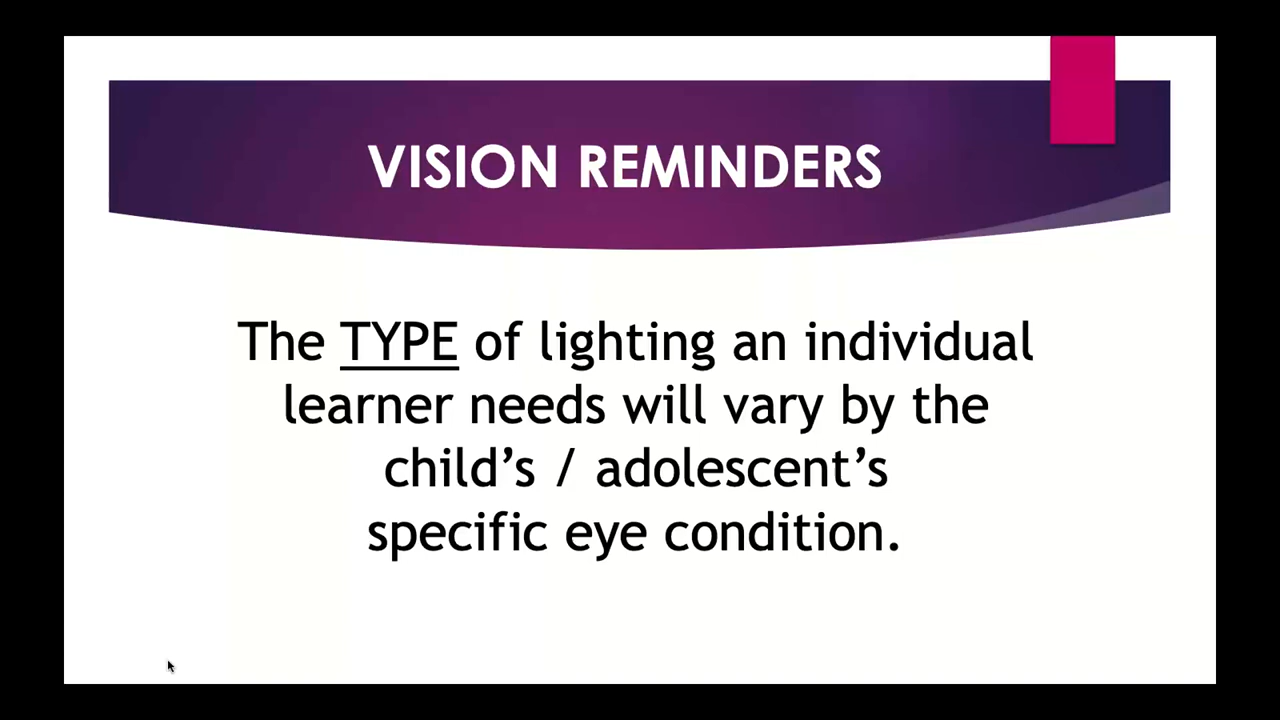 VISION REMINDERS
The TYPE of lighting an individual
learner needs will vary by the
child’s / adolescent’s
specific eye condition.